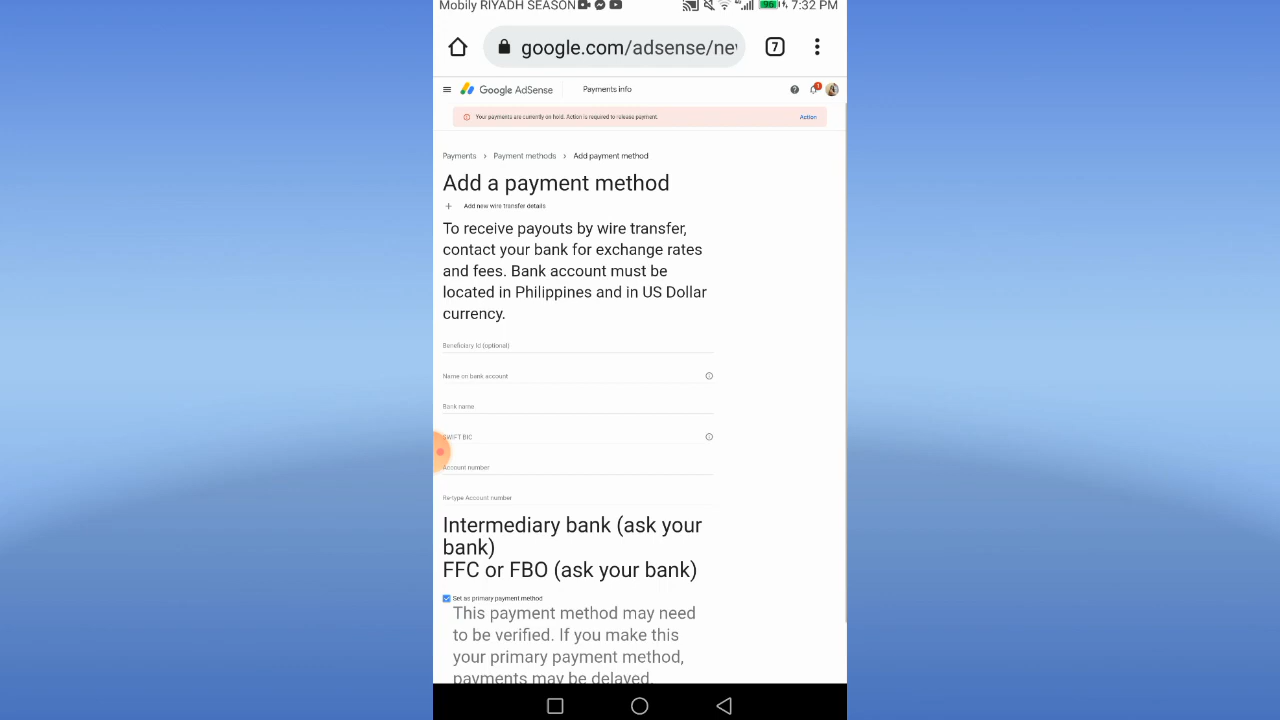 Mobily RIYADH SEASON 95 7:32 PM
google.com/adsense/ne 7
Google AdSense Payments info 1
Your payments are currently on hold. Action is required to release payment. Action
Payments > Payment methods > Add payment method
Add a payment method
+ Add new wire transfer details
To receive payouts by wire transfer,
contact your bank for exchange rates
and fees. Bank account must be
located in Philippines and in US Dollar
currency.
Beneficiary Id (optional)
Name on bank account
Bank name
SWIFT BIC
Account number
Re-type Account number
Intermediary bank (ask your
bank)
FFC or FBO (ask your bank)
Set as primary payment method
This payment method may need
to be verified. If you make this
your primary payment method,
payments may be delayed.